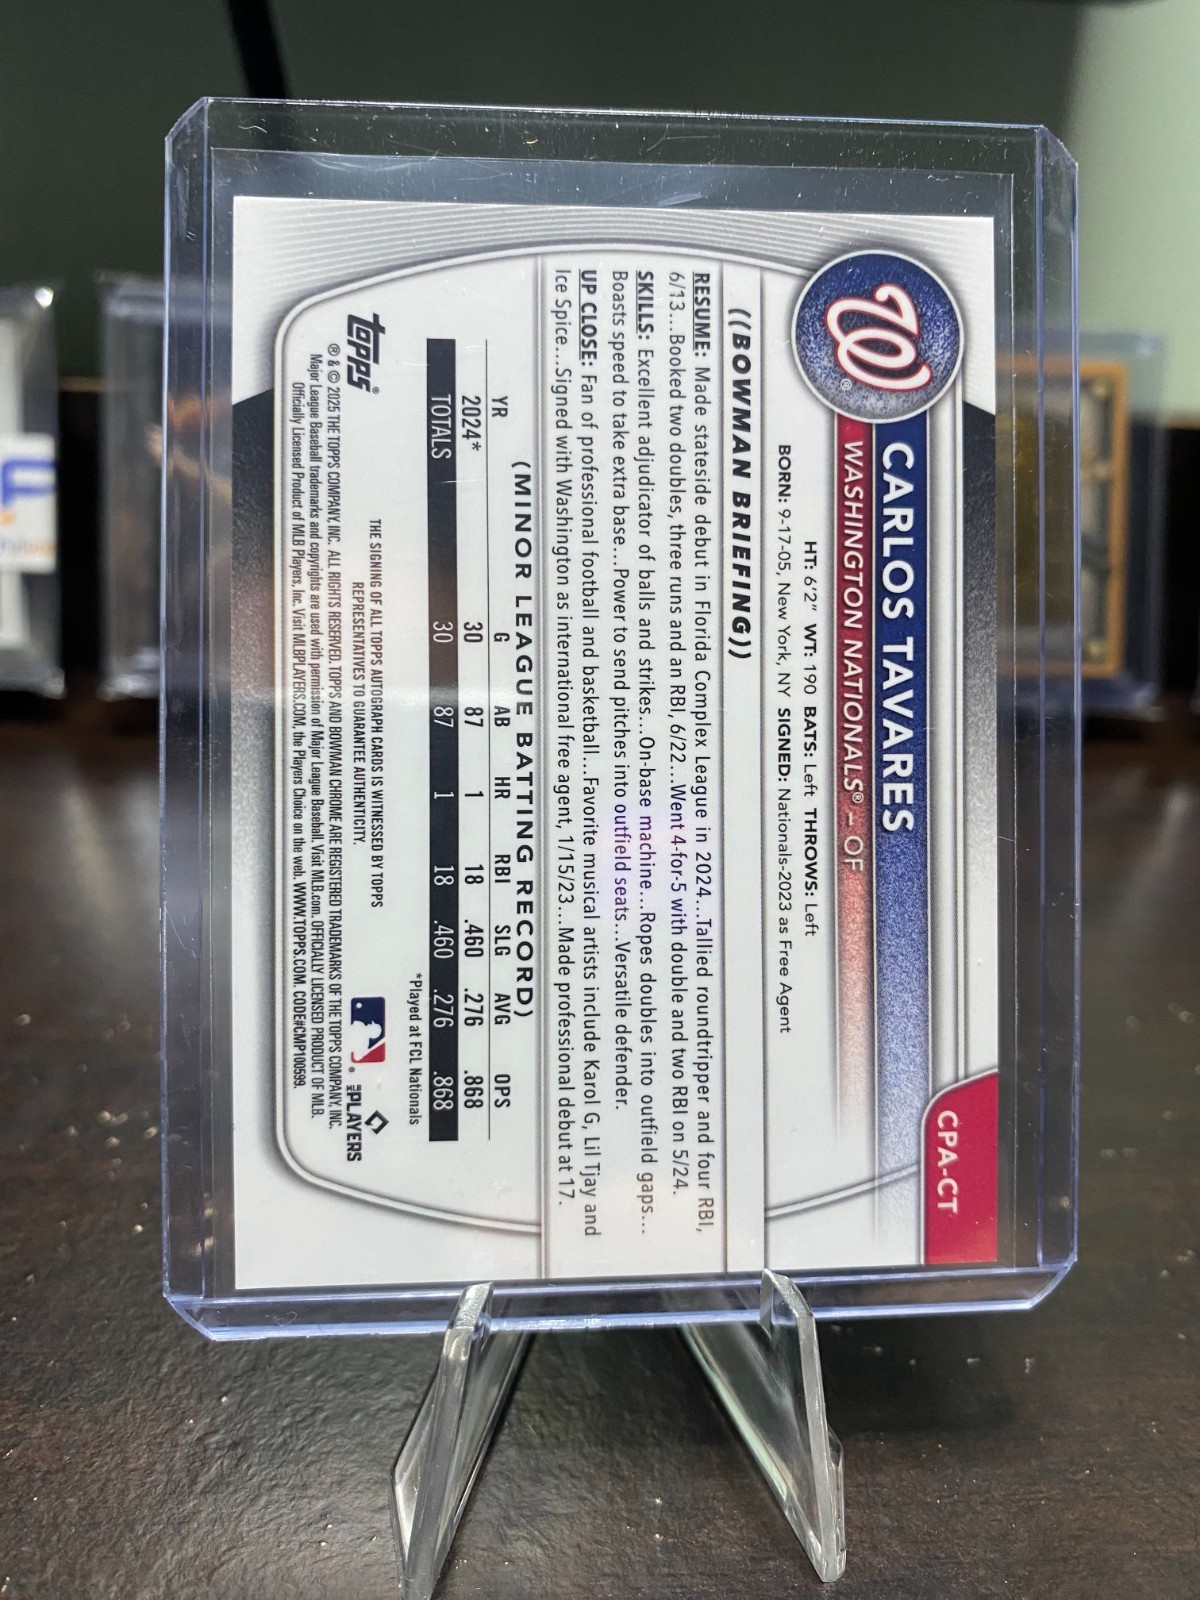 CPA-CT
W®
CARLOS TAVARES
WASHINGTON NATIONALS® – OF
HT: 6'2" WT: 190 BATS: Left THROWS: Left
BORN: 9-17-05, New York, NY SIGNED: Nationals-2023 as Free Agent
((BOWMAN BRIEFING))
RESUME: Made stateside debut in Florida Complex League in 2024...Tallied roundtripper and four RBI,
6/13...Booked two doubles, three runs and an RBI, 6/22...Went 4-for-5 with double and two RBI on 5/24.
SKILLS: Excellent adjudicator of balls and strikes...On-base machine...Ropes doubles into outfield gaps...
Boasts speed to take extra base...Power to send pitches into outfield seats...Versatile defender.
UP CLOSE: Fan of professional football and basketball...Favorite musical artists include Karol G, Lil Tjay and
Ice Spice...Signed with Washington as international free agent, 1/15/23...Made professional debut at 17.
(MINOR LEAGUE BATTING RECORD)
YR G AB HR RBI SLG AVG OPS
2024* 30 87 1 18 .460 .276 .868
TOTALS 30 87 1 18 .460 .276 .868
*Played at FCL Nationals
THE SIGNING OF ALL TOPPS AUTOGRAPH CARDS IS WITNESSED BY TOPPS
REPRESENTATIVES TO GUARANTEE AUTHENTICITY.
topps®
MLB PLAYERS
® & © 2025 THE TOPPS COMPANY, INC. ALL RIGHTS RESERVED. TOPPS AND BOWMAN CHROME ARE REGISTERED TRADEMARKS OF THE TOPPS COMPANY, INC.
Major League Baseball trademarks and copyrights are used with permission of Major League Baseball. Visit MLB.com. OFFICIALLY LICENSED PRODUCT OF MLB
Officially Licensed Product of MLB Players, Inc. Visit MLBPLAYERS.COM, the Players Choice on the web. WWW.TOPPS.COM. CODE#CMP100599.